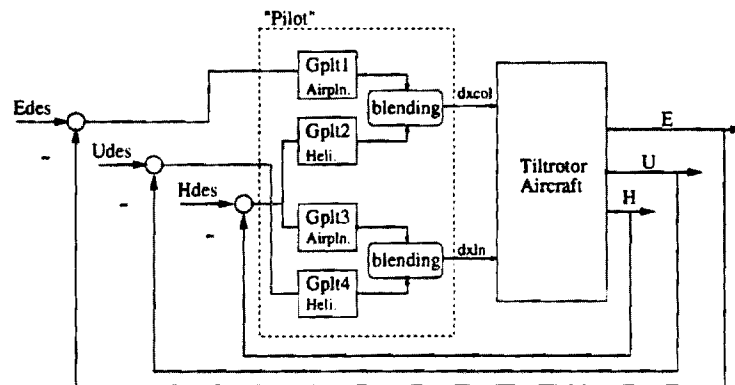 "Pilot"
Gplt1
Airpln.
blending
dxcol
Edes
-
Gplt2
Heli.
E
Udes
-
Tiltrotor
Aircraft
U
Hdes
-
H
Gplt3
Airpln.
blending
dxln
Gplt4
Heli.